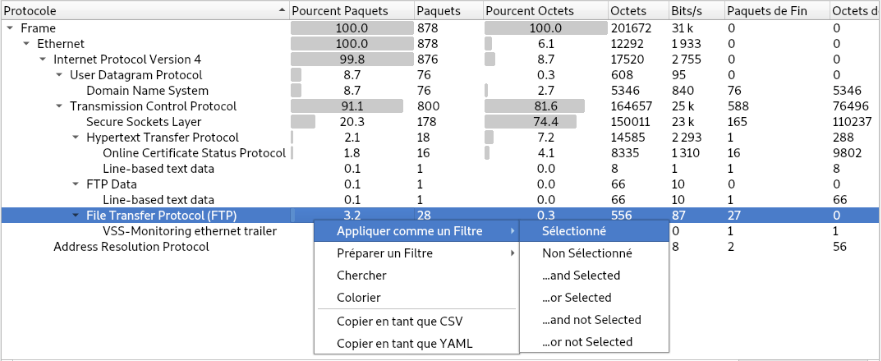 Protocole Pourcent Paquets Paquets Pourcent Octets Octets Bits/s Paquets de Fin Octets de
Frame 100.0 878 100.0 201672 31 k 0 0
Ethernet 100.0 878 6.1 12292 1 933 0 0
Internet Protocol Version 4 99.8 876 8.7 17520 2 755 0 0
User Datagram Protocol 8.7 76 0.3 608 95 0 0
Domain Name System 8.7 76 2.7 5346 840 76 5346
Transmission Control Protocol 91.1 800 81.6 164657 25 k 588 76496
Secure Sockets Layer 20.3 178 74.4 150011 23 k 165 110237
Hypertext Transfer Protocol 2.1 18 7.2 14585 2 293 1 288
Online Certificate Status Protocol 1.8 16 4.1 8335 1 310 16 9802
Line-based text data 0.1 1 0.0 8 1 1 8
FTP Data 0.1 1 0.0 66 10 0 0
Line-based text data 0.1 1 0.0 66 10 1 66
File Transfer Protocol (FTP) 3.2 28 0.3 556 87 27 0
VSS-Monitoring ethernet trailer 0 1 1
Address Resolution Protocol 8 2 56
Appliquer comme un Filtre
Préparer un Filtre
Chercher
Colorier
Copier en tant que CSV
Copier en tant que YAML
Sélectionné
Non Sélectionné
...and Selected
...or Selected
...and not Selected
...or not Selected